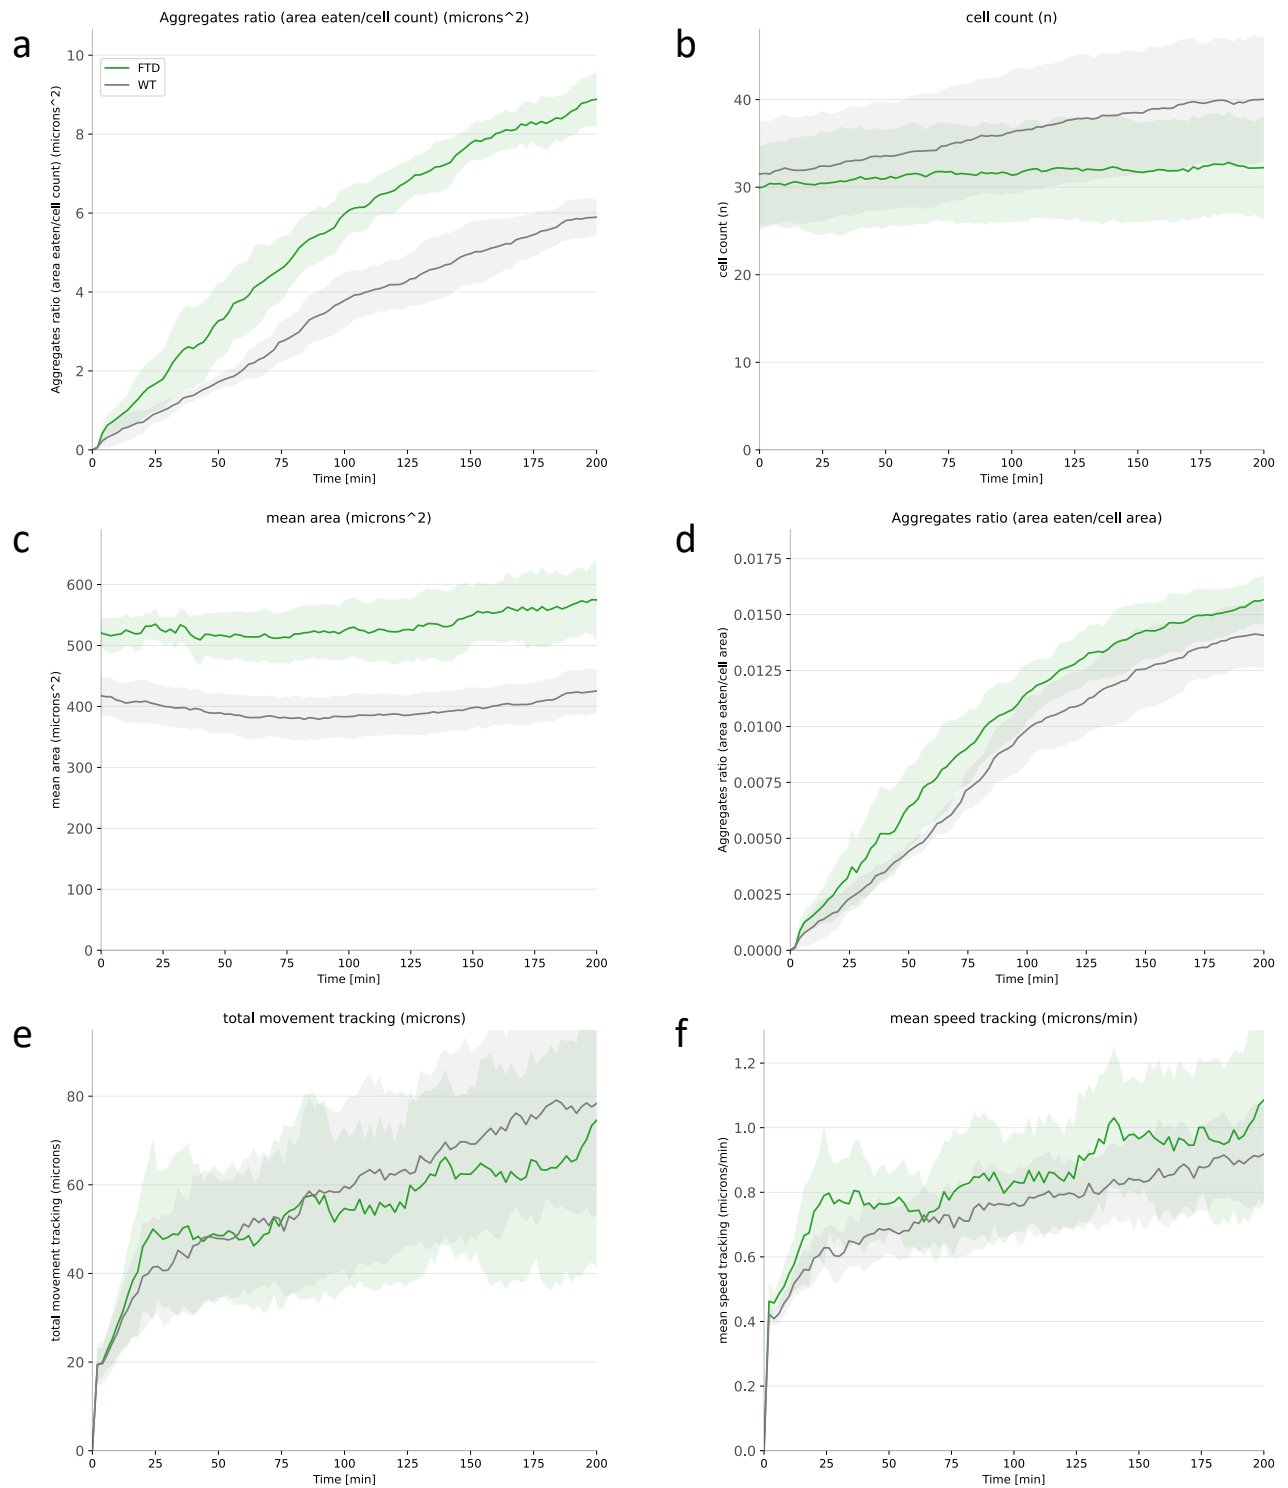 a
Aggregates ratio (area eaten/cell count) (microns^2)
Aggregates ratio (area eaten/cell count) (microns^2)
FTD
WT
10
8
6
4
2
0
0 25 50 75 100 125 150 175 200
Time [min]
b
cell count (n)
cell count (n)
40
30
20
10
0
0 25 50 75 100 125 150 175 200
Time [min]
c
mean area (microns^2)
mean area (microns^2)
600
500
400
300
200
100
0
0 25 50 75 100 125 150 175 200
Time [min]
d
Aggregates ratio (area eaten/cell area)
Aggregates ratio (area eaten/cell area)
0.0175
0.0150
0.0125
0.0100
0.0075
0.0050
0.0025
0.0000
0 25 50 75 100 125 150 175 200
Time [min]
e
total movement tracking (microns)
total movement tracking (microns)
80
60
40
20
0
0 25 50 75 100 125 150 175 200
Time [min]
f
mean speed tracking (microns/min)
mean speed tracking (microns/min)
1.2
1.0
0.8
0.6
0.4
0.2
0.0
0 25 50 75 100 125 150 175 200
Time [min]